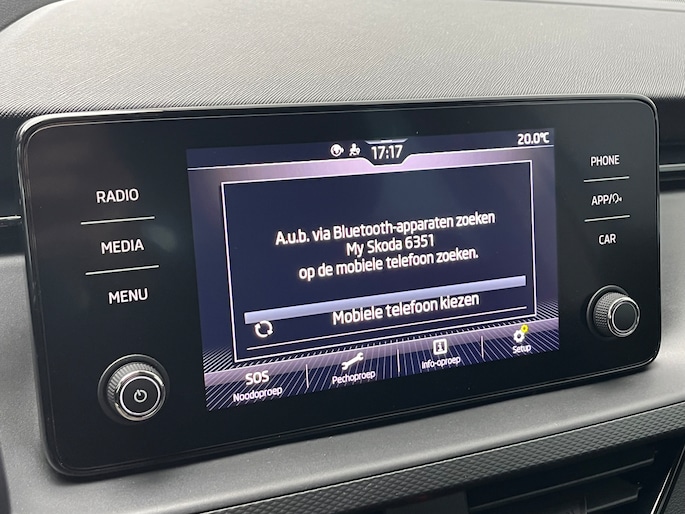 17:17
20.0°C
RADIO
MEDIA
MENU
A.u.b. via Bluetooth-apparaten zoeken
My Skoda 6351
op de mobiele telefoon zoeken.
Mobiele telefoon kiezen
SOS
Noodoproep
Pechoproep
Info-oproep
Setup
PHONE
APP/
CAR